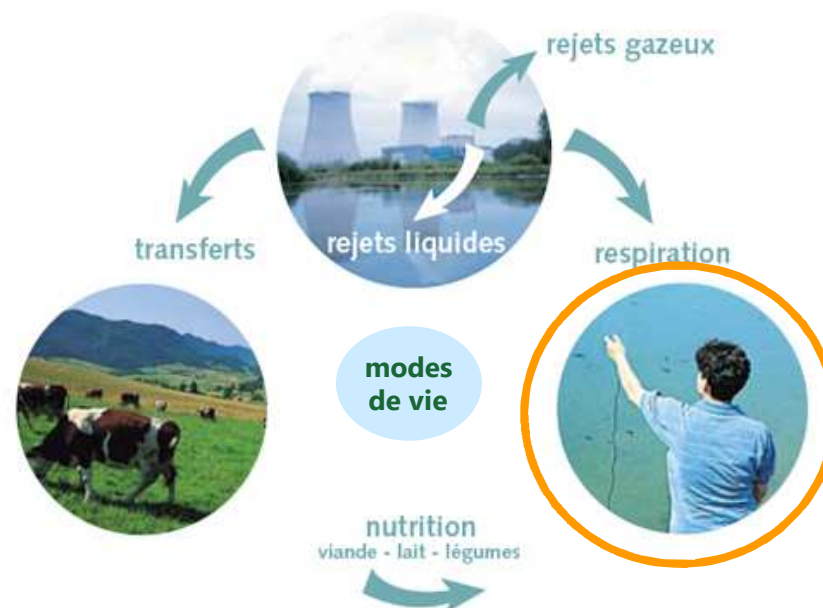 rejets gazeux
rejets liquides
transferts
respiration
modes
de vie
nutrition
viande - lait - légumes